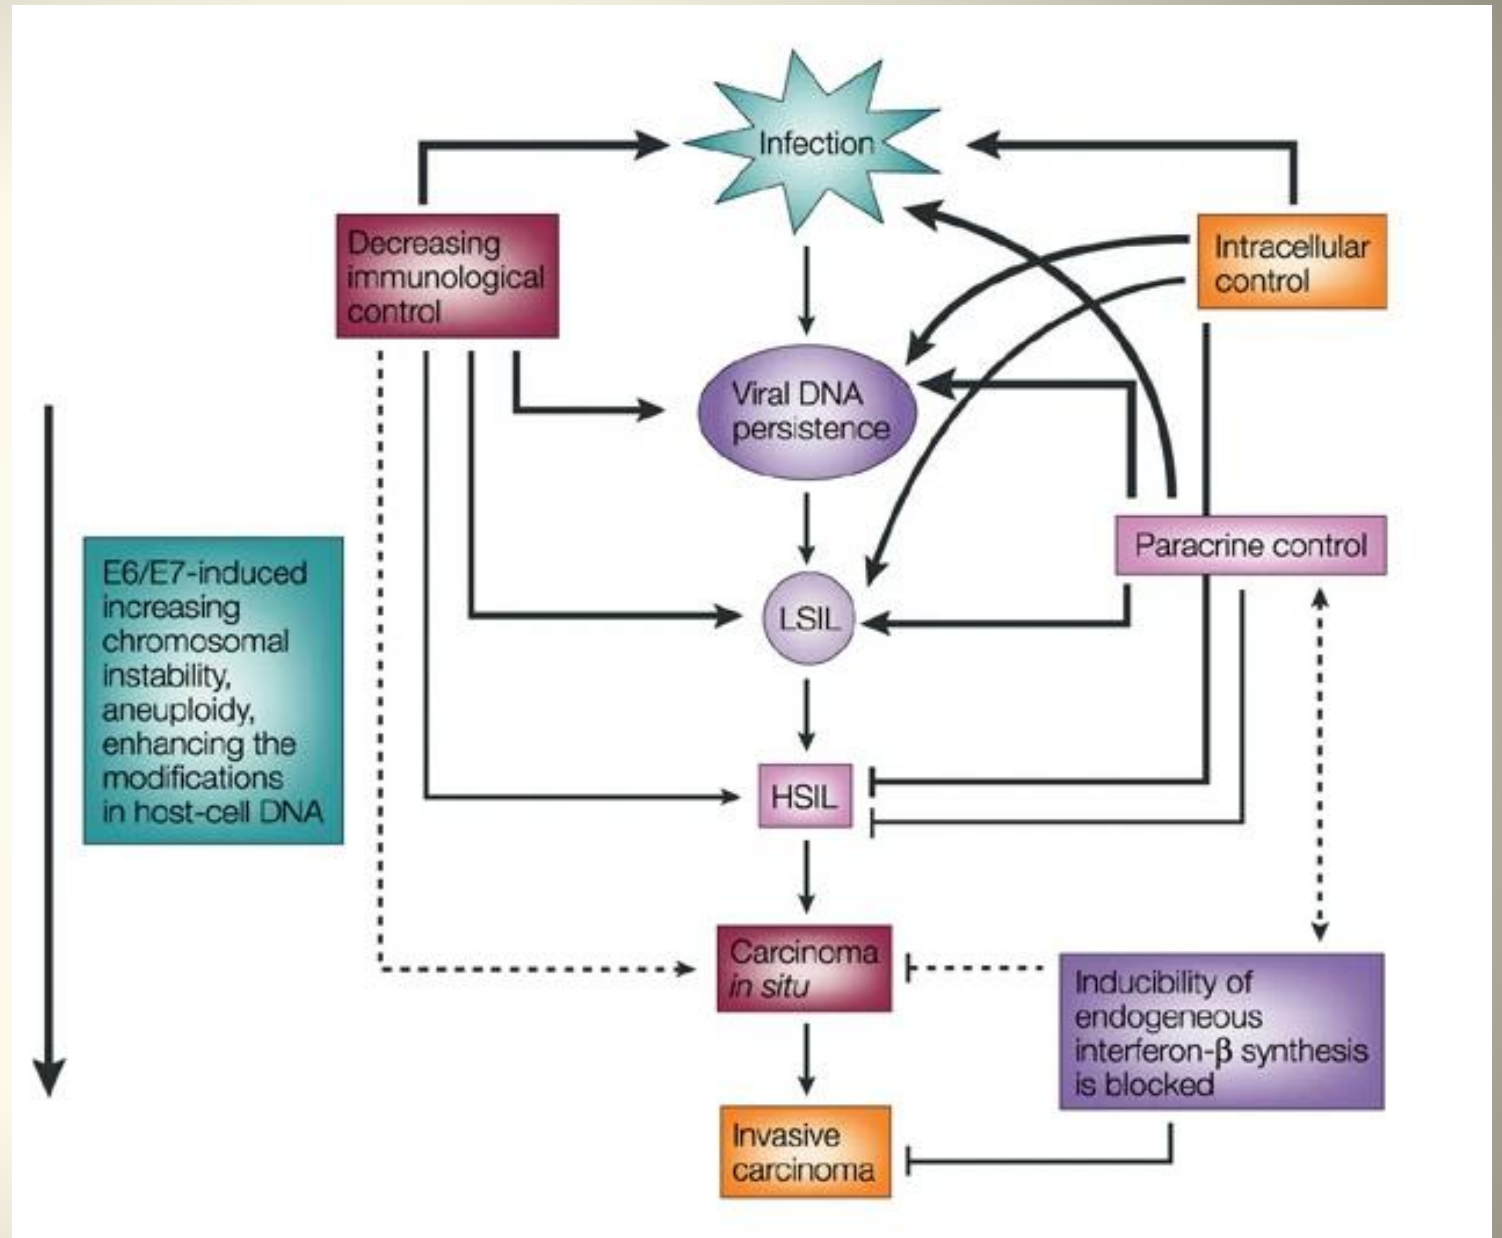 Infection
Decreasing
immunological
control
Intracellular
control
Viral DNA
persistence
Paracrine control
E6/E7-induced
increasing
chromosomal
instability,
aneuploidy,
enhancing the
modifications
in host-cell DNA
LSIL
HSIL
Carcinoma
in situ
Inducibility of
endogeneous
interferon-β synthesis
is blocked
Invasive
carcinoma